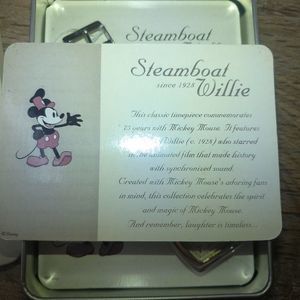 Steamboat
Steamboat
since 1928 Willie
This classic timepiece commemorates
75 years with Mickey Mouse. It features
Willie (c. 1928) who starred
in the animated film that made history
with synchronised sound.
Created with Mickey Mouse's adoring fans
in mind, this collection celebrates the spirit
and magic of Mickey Mouse.
And remember, laughter is timeless...
©Disney